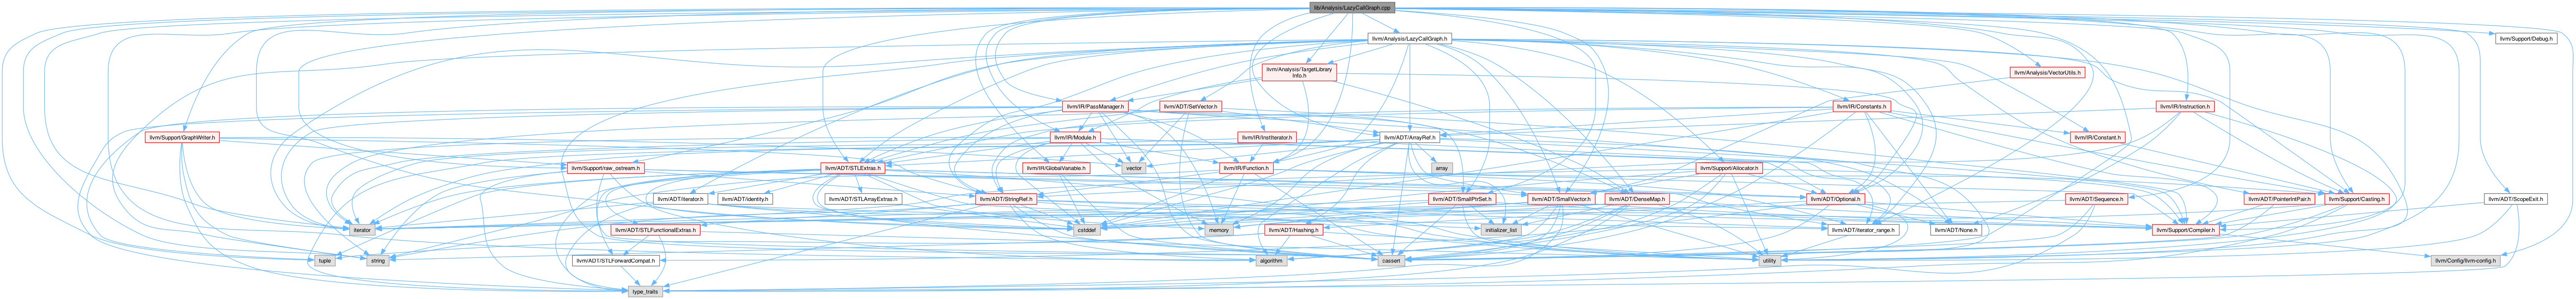 lib/Analysis/LazyCallGraph.cpp
llvm/Analysis/LazyCallGraph.h
llvm/Support/Debug.h
llvm/Analysis/TargetLibrary
Info.h
llvm/Analysis/VectorUtils.h
llvm/IR/PassManager.h
llvm/ADT/SetVector.h
llvm/IR/Constants.h
llvm/IR/Instruction.h
llvm/Support/GraphWriter.h
llvm/IR/Module.h
llvm/IR/InstIterator.h
llvm/ADT/ArrayRef.h
llvm/IR/Constant.h
llvm/Support/raw_ostream.h
llvm/ADT/STLExtras.h
llvm/IR/GlobalVariable.h
vector
llvm/IR/Function.h
array
llvm/Support/Allocator.h
llvm/ADT/iterator.h
llvm/ADT/identity.h
llvm/ADT/STLArrayExtras.h
llvm/ADT/StringRef.h
llvm/ADT/SmallPtrSet.h
llvm/ADT/SmallVector.h
llvm/ADT/DenseMap.h
llvm/ADT/Optional.h
llvm/ADT/Sequence.h
llvm/ADT/PointerIntPair.h
llvm/Support/Casting.h
llvm/ADT/ScopeExit.h
iterator
llvm/ADT/STLFunctionalExtras.h
cstddef
memory
llvm/ADT/Hashing.h
initializer_list
llvm/ADT/iterator_range.h
llvm/ADT/None.h
llvm/Support/Compiler.h
tuple
string
llvm/ADT/STLForwardCompat.h
algorithm
cassert
utility
llvm/Config/llvm-config.h
type_traits